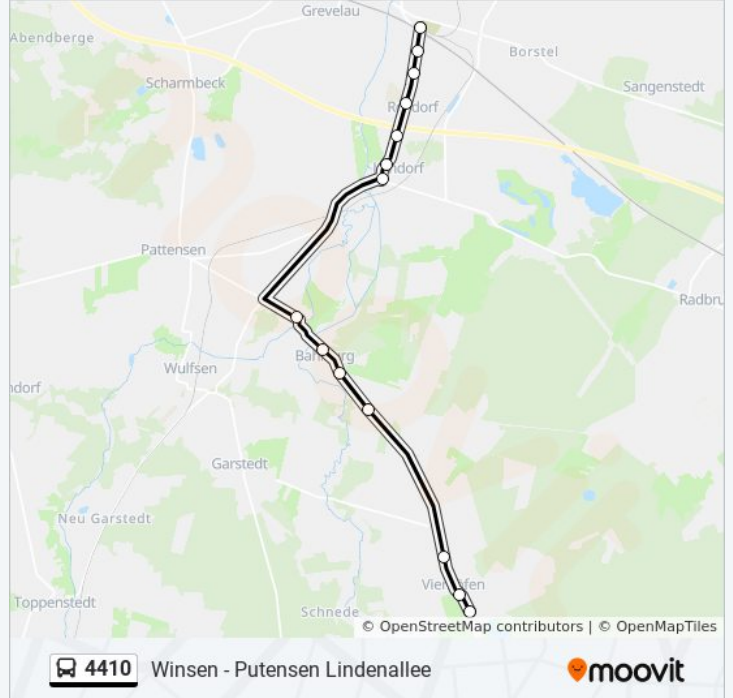 Grevelau
Abendberge
Borstel
Scharmbeck
Sangenstedt
Pattensen
Radbru
Wulfsen
dorf
Garstedt
Neu Garstedt
Toppenstedt
Schnede
© OpenStreetMap contributors | © OpenMapTiles
4410 Winsen - Putensen Lindenallee
moovit